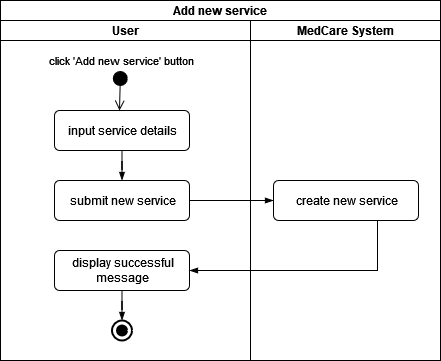 Add new service
User
MedCare System
click 'Add new service' button
input service details
submit new service
create new service
display successful
message